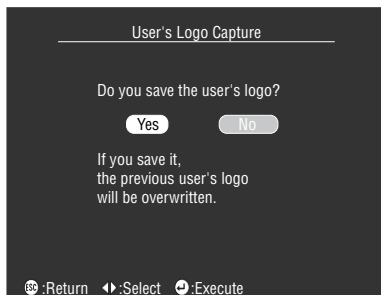 User's Logo Capture
Do you save the user's logo?
Yes No
If you save it,
the previous user's logo
will be overwritten.
ESC :Return :Select :Execute